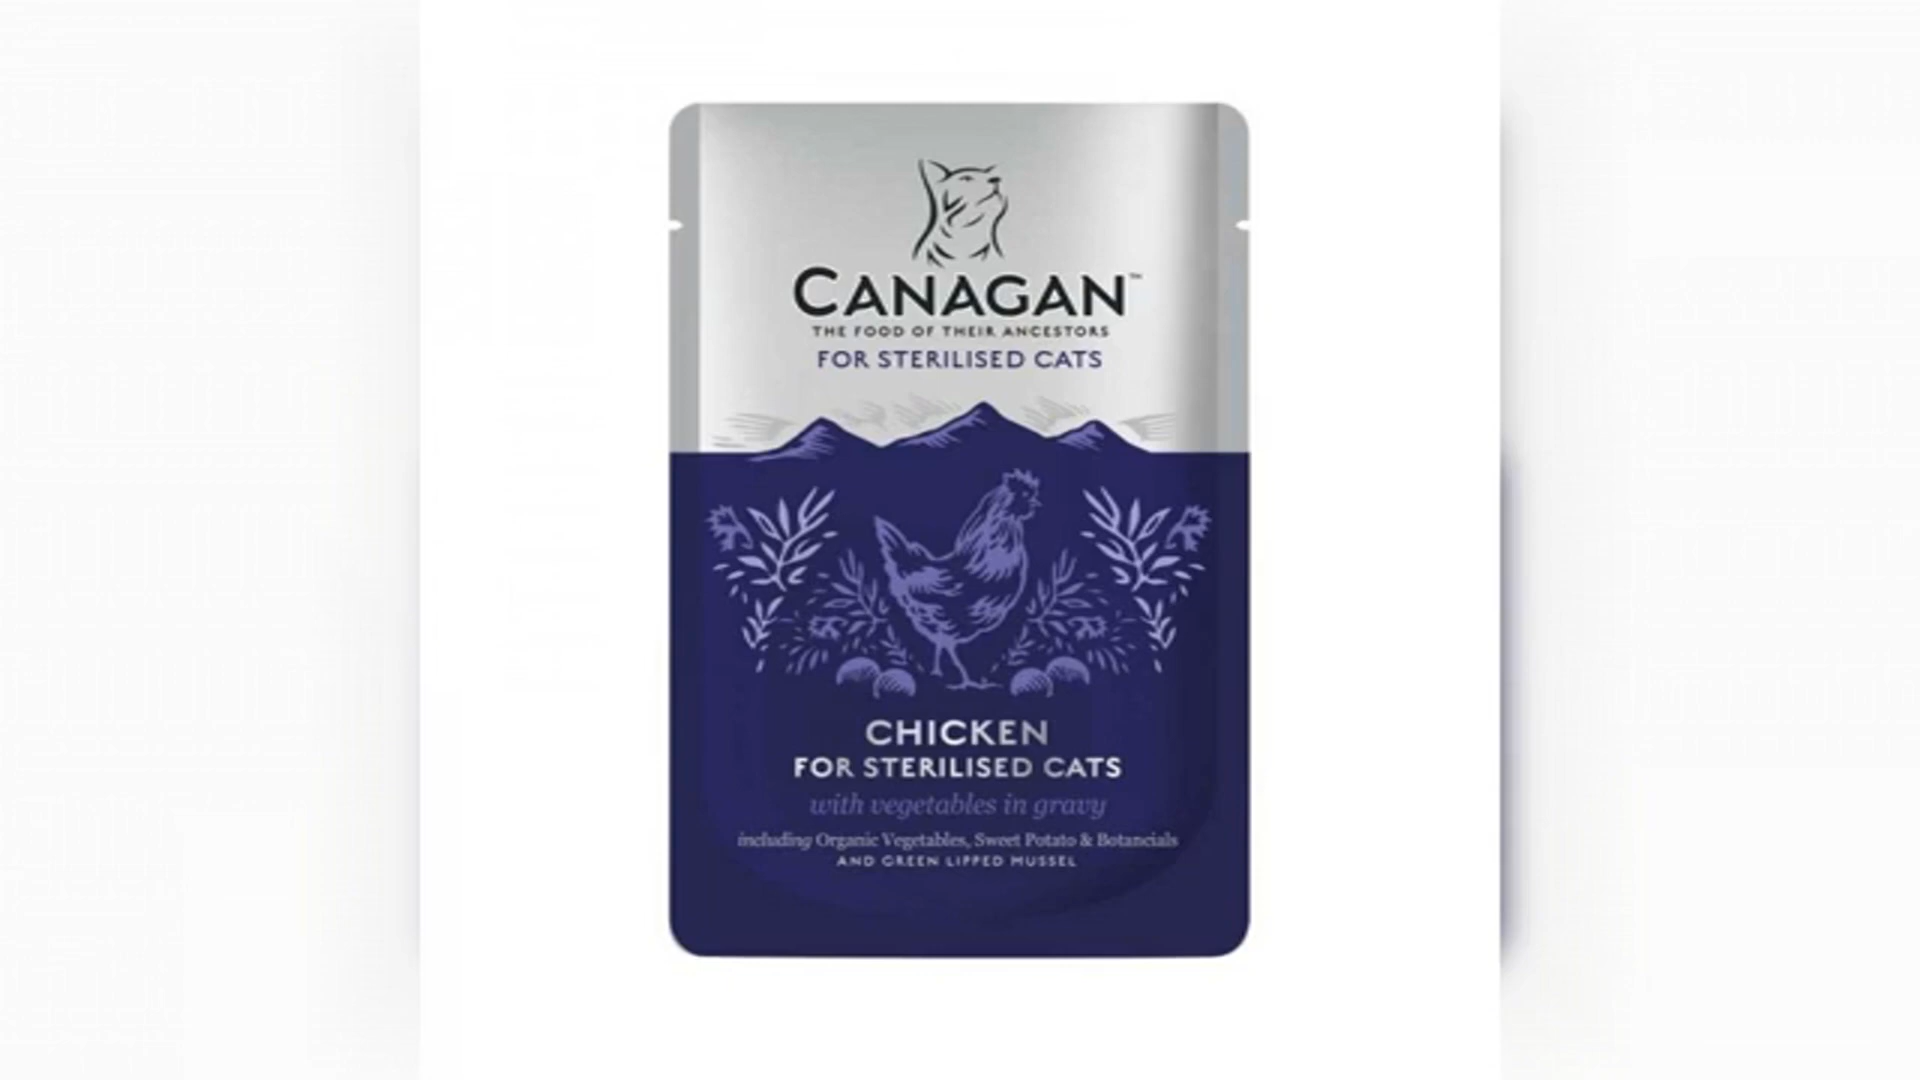 CANAGAN™
THE FOOD OF THEIR ANCESTORS
FOR STERILISED CATS
CHICKEN
FOR STERILISED CATS
with vegetables in gravy
including Organic Vegetables, Sweet Potato & Botancials
AND GREEN LIPPED MUSSEL